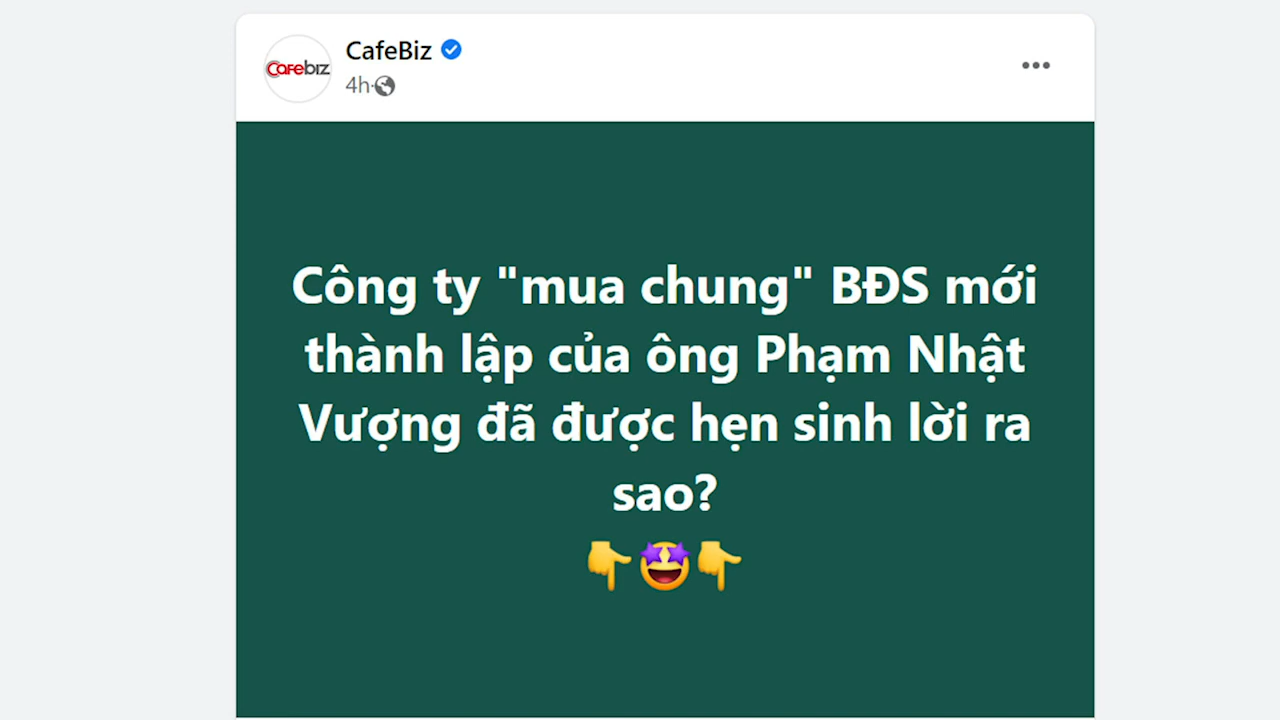 CafeBiz
4h
Cafebiz
Công ty "mua chung" BĐS mới
thành lập của ông Phạm Nhật
Vượng đã được hẹn sinh lời ra
sao?
👇🤩👇